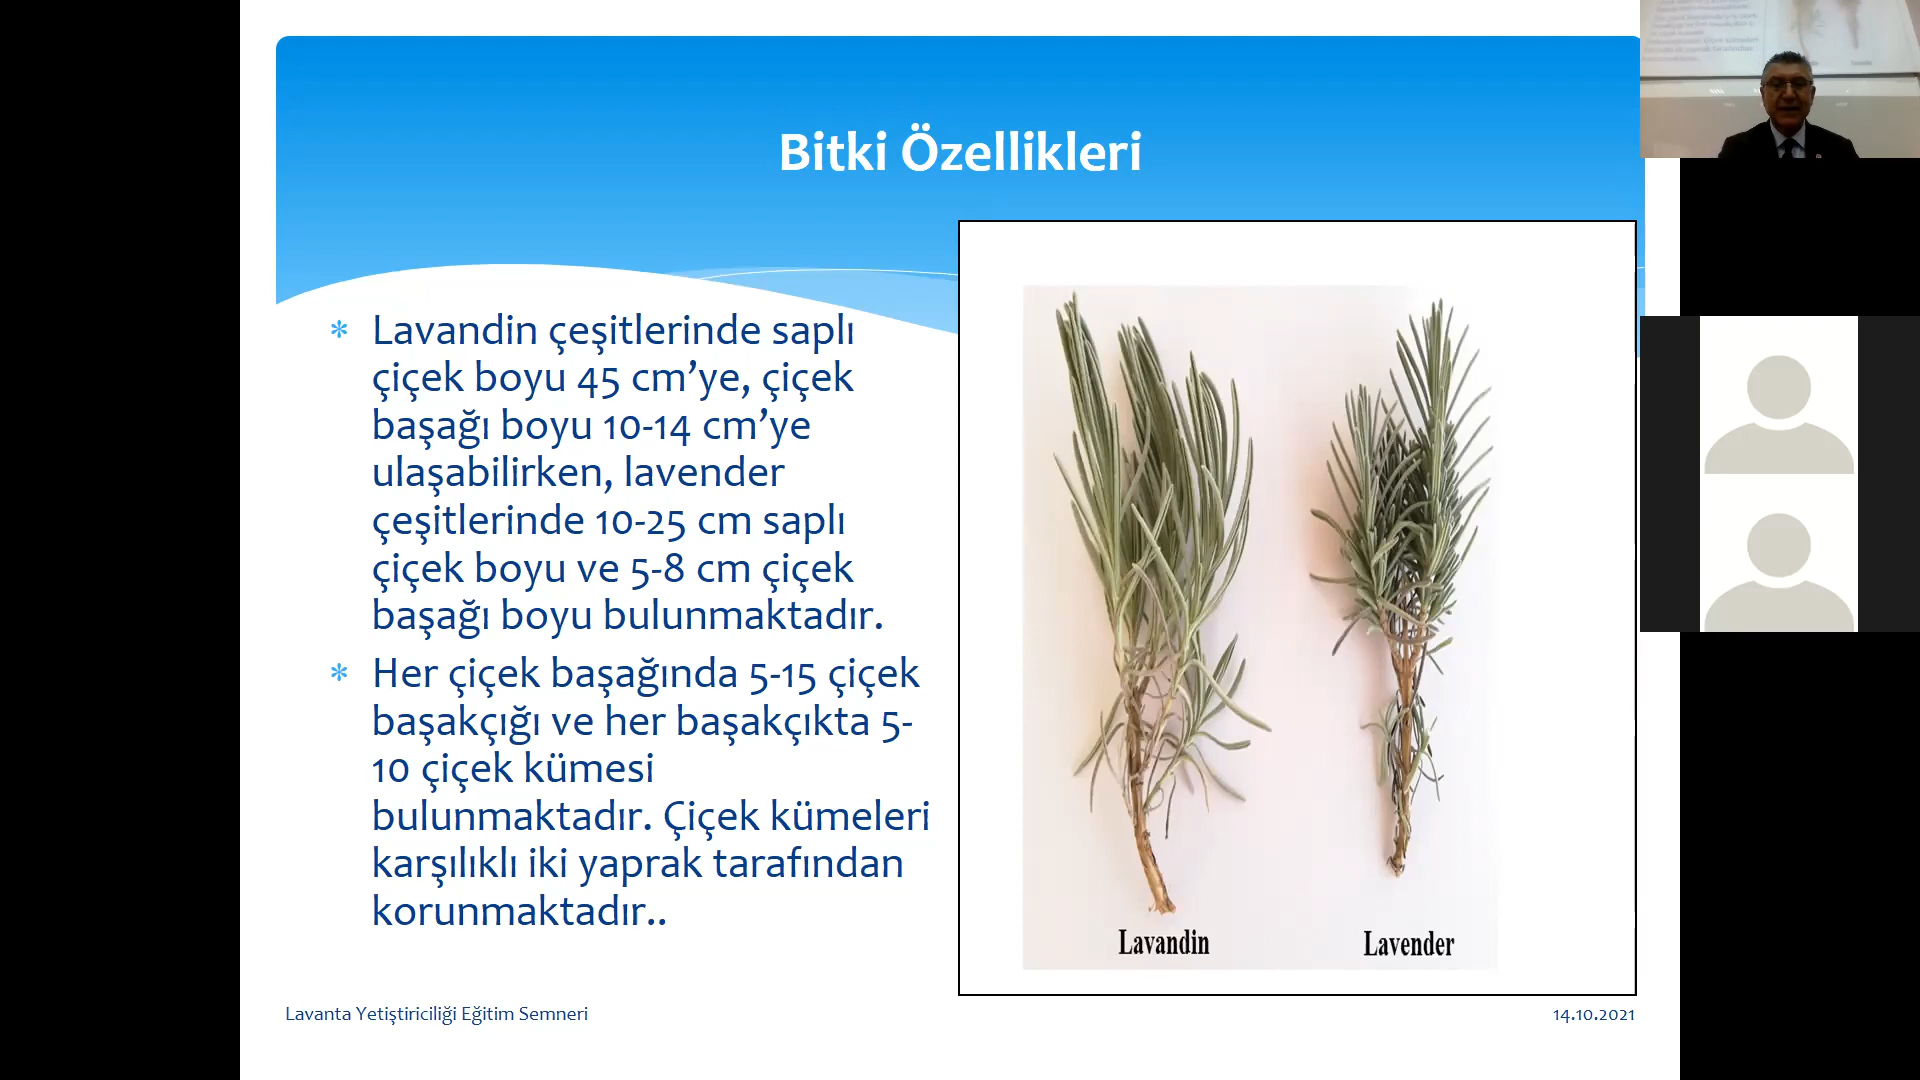 Bitki Özellikleri
* Lavandin çeşitlerinde saplı
çiçek boyu 45 cm’ye, çiçek
başağı boyu 10-14 cm’ye
ulaşabilirken, lavender
çeşitlerinde 10-25 cm saplı
çiçek boyu ve 5-8 cm çiçek
başağı boyu bulunmaktadır.
* Her çiçek başağında 5-15 çiçek
başakçığı ve her başakçıkta 5-
10 çiçek kümesi
bulunmaktadır. Çiçek kümeleri
karşılıklı iki yaprak tarafından
korunmaktadır..
Lavandin
Lavender
Lavanta Yetiştiriciliği Eğitim Semneri
14.10.2021